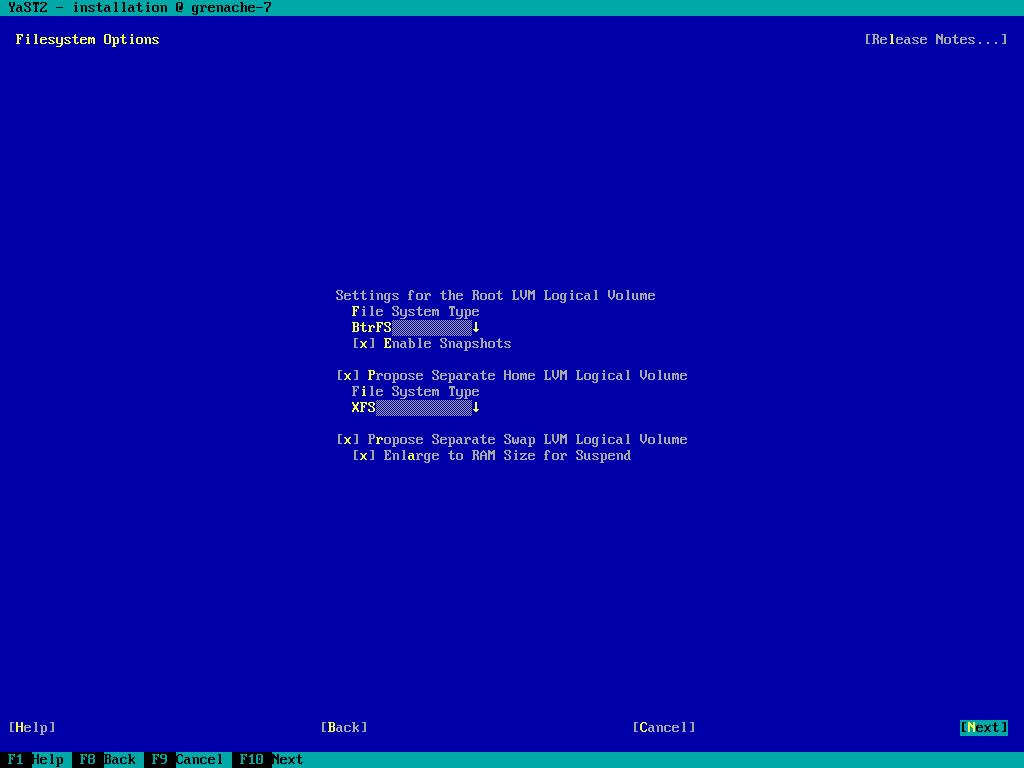 YaST2 - installation @ grenache-7
Filesystem Options [Release Notes...]
Settings for the Root LVM Logical Volume
File System Type
BtrFS↓
[x] Enable Snapshots
[x] Propose Separate Home LVM Logical Volume
File System Type
XFS↓
[x] Propose Separate Swap LVM Logical Volume
[x] Enlarge to RAM Size for Suspend
[Help] [Back] [Cancel] [Next]
F1 Help F8 Back F9 Cancel F10 Next